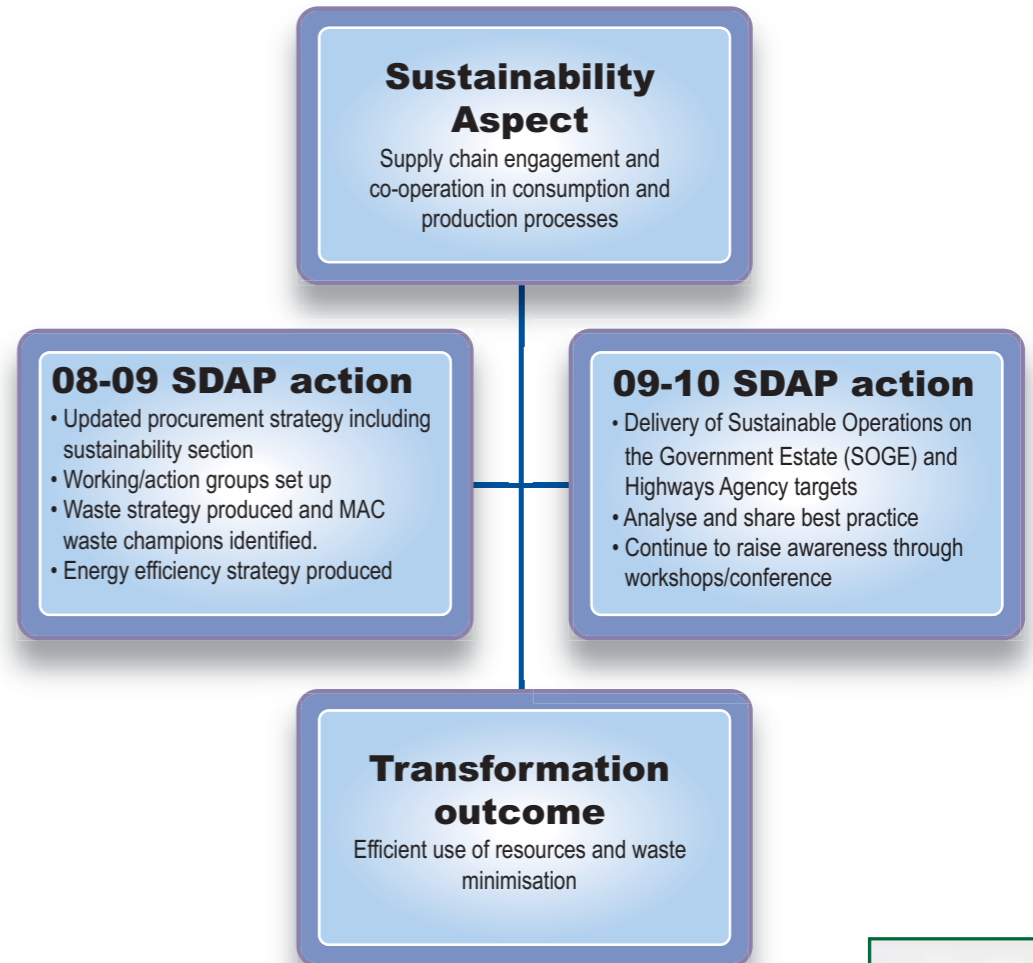 Sustainability
Aspect
Supply chain engagement and
co-operation in consumption and
production processes
08-09 SDAP action
• Updated procurement strategy including
sustainability section
• Working/action groups set up
• Waste strategy produced and MAC
waste champions identified.
• Energy efficiency strategy produced
09-10 SDAP action
• Delivery of Sustainable Operations on
the Government Estate (SOGE) and
Highways Agency targets
• Analyse and share best practice
• Continue to raise awareness through
workshops/conference
Transformation
outcome
Efficient use of resources and waste
minimisation